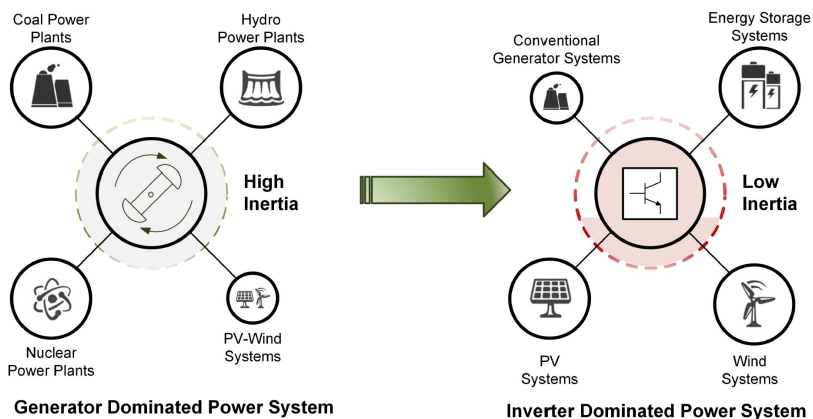 Coal Power
Plants
Hydro
Power Plants
High
Inertia
Nuclear
Power Plants
PV-Wind
Systems
Generator Dominated Power System
Conventional
Generator Systems
Energy Storage
Systems
Low
Inertia
PV
Systems
Wind
Systems
Inverter Dominated Power System